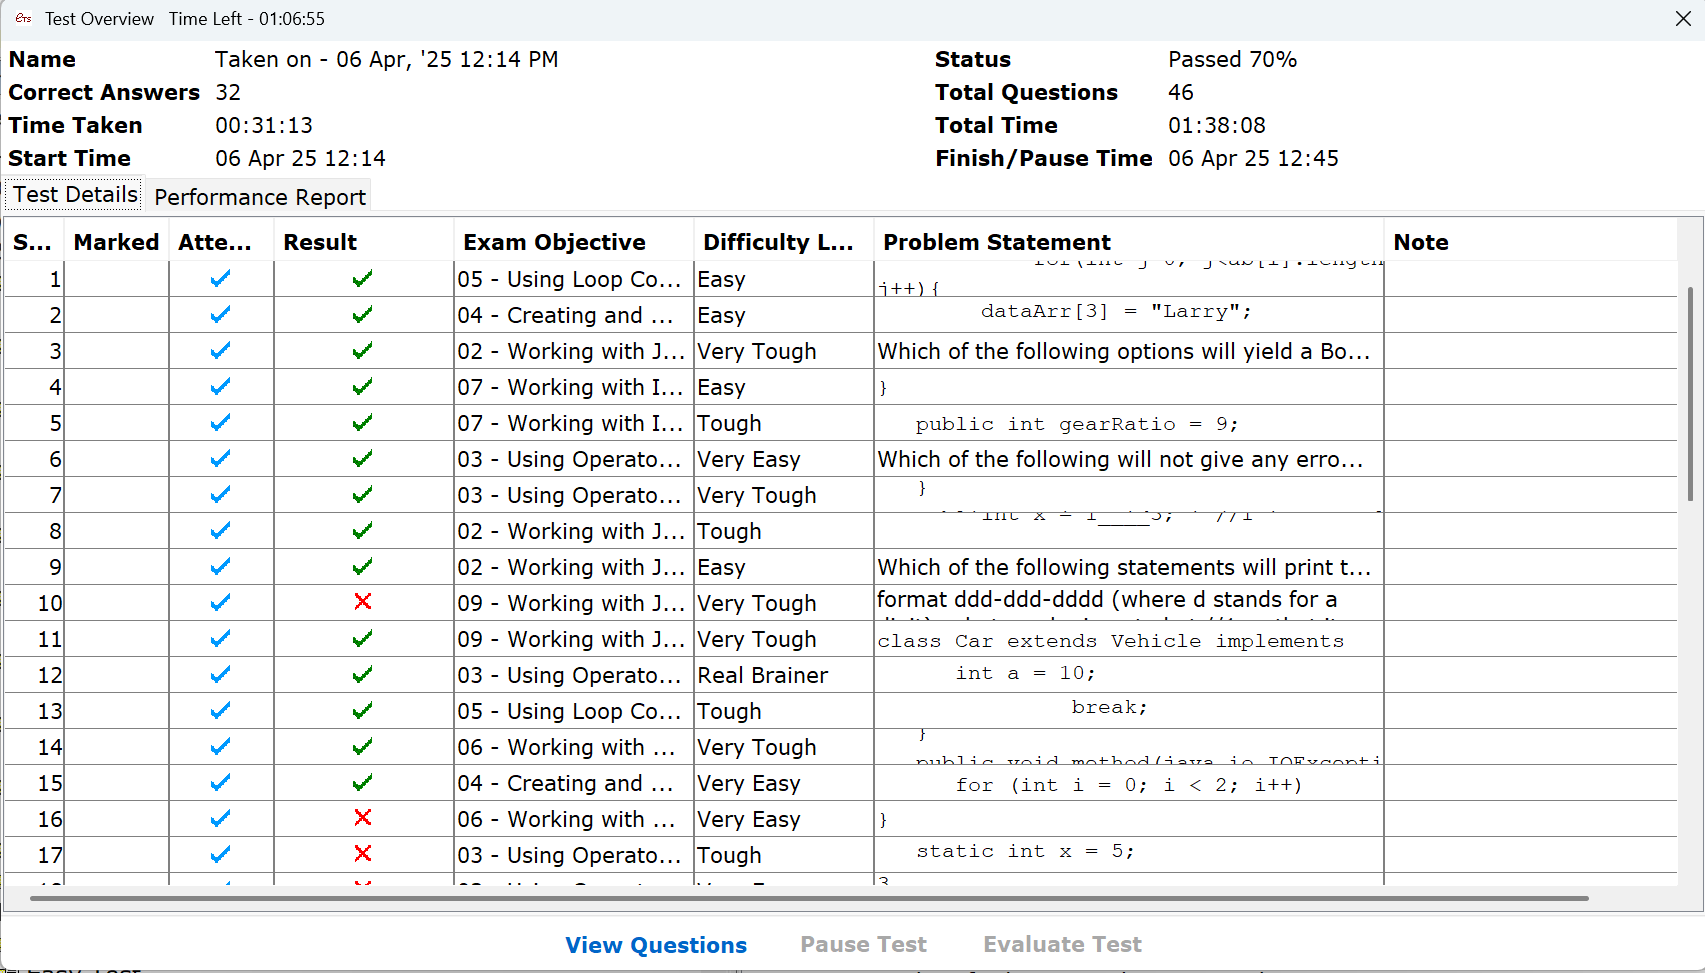 ETS Test Overview Time Left - 01:06:55
Name Taken on - 06 Apr, '25 12:14 PM Status Passed 70%
Correct Answers 32 Total Questions 46
Time Taken 00:31:13 Total Time 01:38:08
Start Time 06 Apr 25 12:14 Finish/Pause Time 06 Apr 25 12:45
Test Details Performance Report
S... Marked Atte... Result Exam Objective Difficulty L... Problem Statement Note
1 05 - Using Loop Co... Easy
j++){
2 04 - Creating and ... Easy dataArr[3] = "Larry";
3 02 - Working with J... Very Tough Which of the following options will yield a Bo...
4 07 - Working with I... Easy }
5 07 - Working with I... Tough public int gearRatio = 9;
6 03 - Using Operato... Very Easy Which of the following will not give any erro...
7 03 - Using Operato... Very Tough }
8 02 - Working with J... Tough
9 02 - Working with J... Easy Which of the following statements will print t...
10 09 - Working with J... Very Tough format ddd-ddd-dddd (where d stands for a
11 09 - Working with J... Very Tough class Car extends Vehicle implements
12 03 - Using Operato... Real Brainer int a = 10;
13 05 - Using Loop Co... Tough break;
14 06 - Working with ... Very Tough }
public void method(java.io.IOExcepti
15 04 - Creating and ... Very Easy for (int i = 0; i < 2; i++)
16 06 - Working with ... Very Easy }
17 03 - Using Operato... Tough static int x = 5;
View Questions Pause Test Evaluate Test